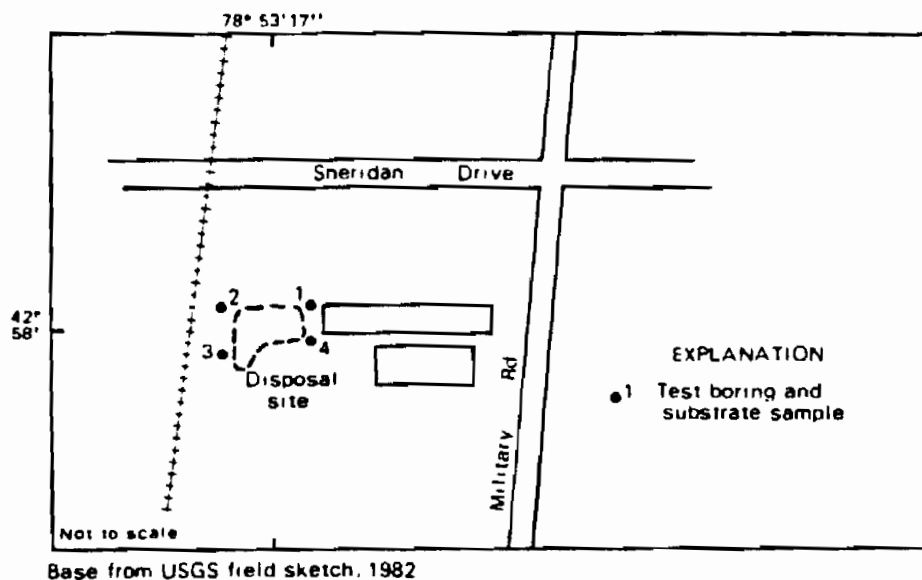 78° 53'17"
Sheridan Drive
42°
58'
2
1
3
4
Disposal
site
Military Rd
EXPLANATION
1 Test boring and
substrate sample
Not to scale
Base from USGS field sketch, 1982